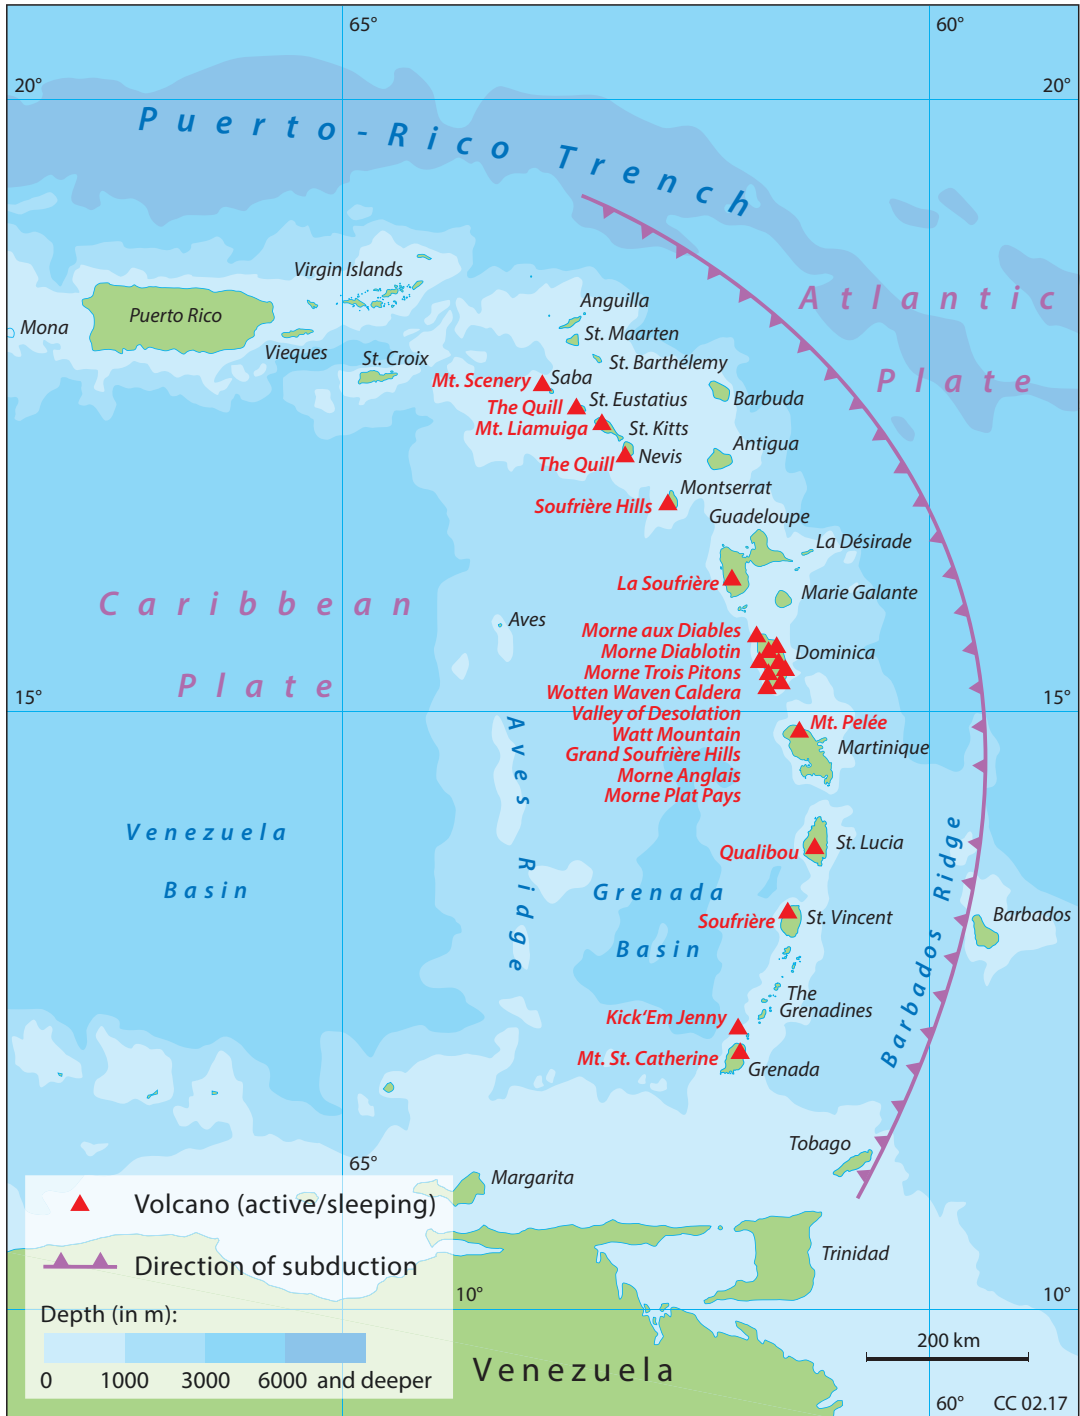 65°
60°
20°
20°
Puerto-Rico Trench
Virgin Islands
Atlantic
Plate
Anguilla
Puerto Rico
Mona
St. Maarten
Vieques
St. Croix
St. Barthélemy
Mt. Scenery
Saba
Barbuda
The Quill
St. Eustatius
Mt. Liamuiga
St. Kitts
Antigua
The Quill
Nevis
Montserrat
Soufrière Hills
Guadeloupe
La Désirade
La Soufrière
Marie Galante
Caribbean
Plate
Aves
Morne aux Diables
Morne Diablotin
Morne Trois Pitons
Wotten Waven Caldera
Valley of Desolation
Watt Mountain
Grand Soufrière Hills
Morne Anglais
Morne Plat Pays
Dominica
15°
15°
Mt. Pelée
Martinique
Aves Ridge
Venezuela
Basin
Qualibou
St. Lucia
Grenada
Basin
Barbados Ridge
Soufrière
St. Vincent
Barbados
The
Grenadines
Kick'Em Jenny
Mt. St. Catherine
Grenada
Tobago
65°
Margarita
Trinidad
10°
10°
Venezuela
200 km
60°
CC 02.17
Volcano (active/sleeping)
Direction of subduction
Depth (in m):
0 1000 3000 6000 and deeper